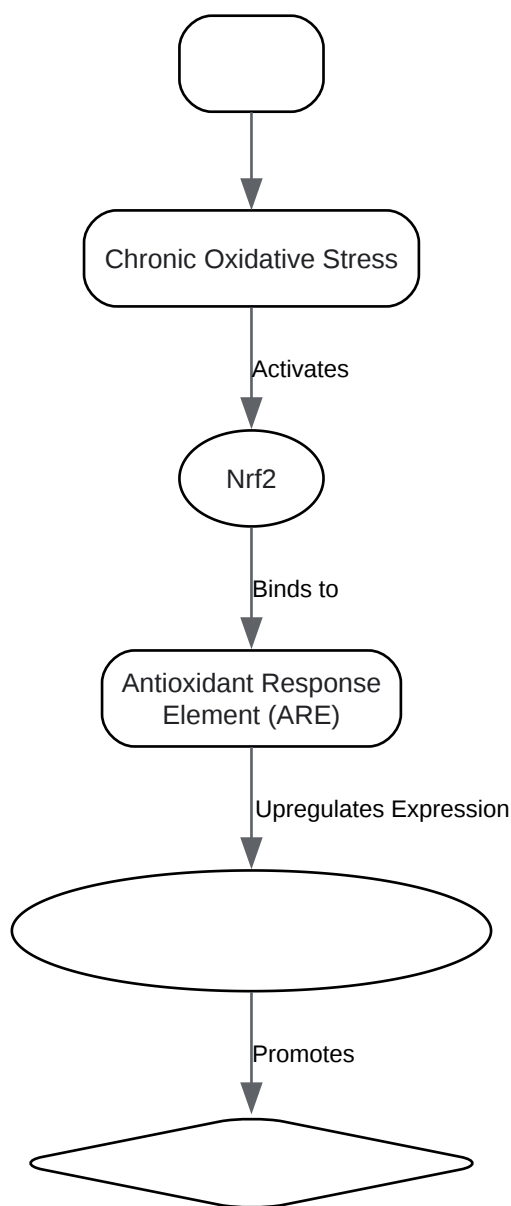 Chronic Oxidative Stress
Activates
Nrf2
Binds to
Antioxidant Response
Element (ARE)
Upregulates Expression
Promotes